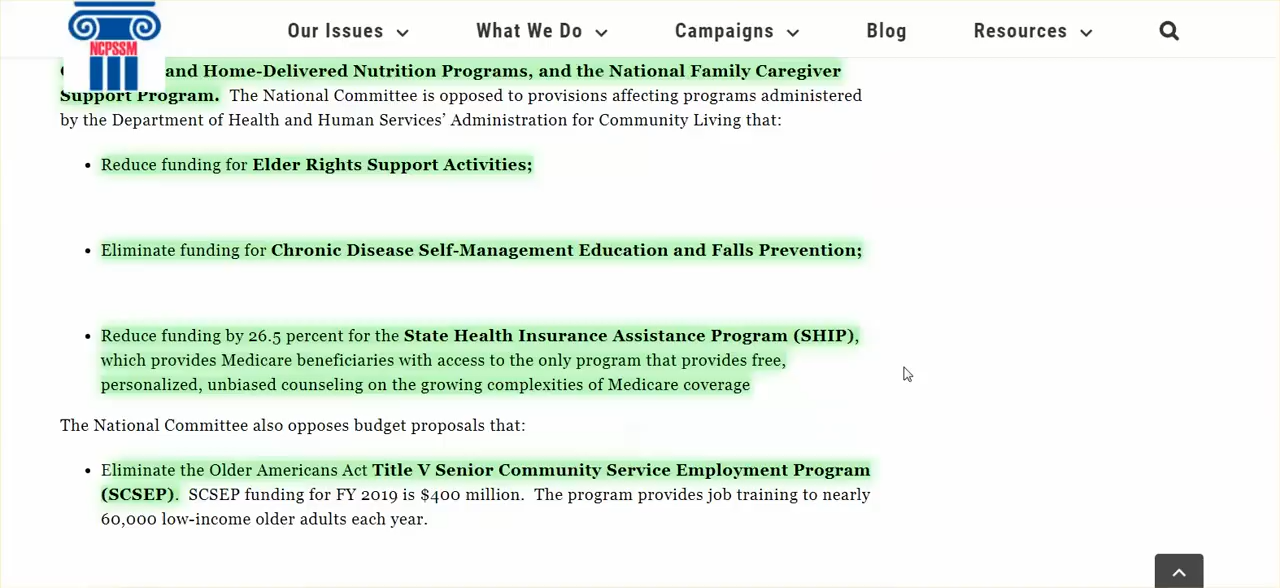 Our Issues
What We Do
Campaigns
Blog
Resources
NCPSSM
and Home-Delivered Nutrition Programs, and the National Family Caregiver
Support Program. The National Committee is opposed to provisions affecting programs administered
by the Department of Health and Human Services’ Administration for Community Living that:
• Reduce funding for Elder Rights Support Activities;
• Eliminate funding for Chronic Disease Self-Management Education and Falls Prevention;
• Reduce funding by 26.5 percent for the State Health Insurance Assistance Program (SHIP),
which provides Medicare beneficiaries with access to the only program that provides free,
personalized, unbiased counseling on the growing complexities of Medicare coverage
The National Committee also opposes budget proposals that:
• Eliminate the Older Americans Act Title V Senior Community Service Employment Program
(SCSEP). SCSEP funding for FY 2019 is $400 million. The program provides job training to nearly
60,000 low-income older adults each year.